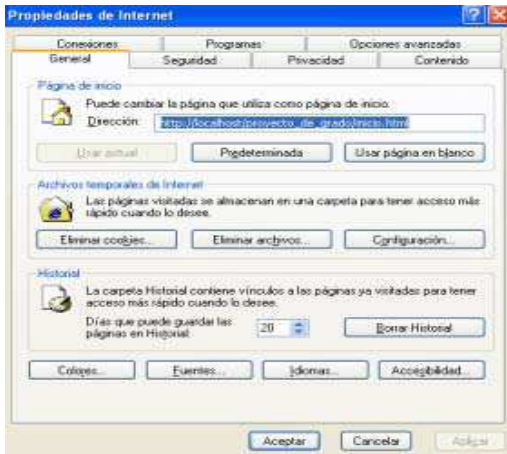 Propiedades de Internet
Conexiones Programas Opciones avanzadas
General Seguridad Privacidad Contenido
Página de inicio
Puede cambiar la página que utiliza como página de inicio.
Dirección: http://localhost/proyecto_de_grado/inicio.html
Usar actual Predeterminada Usar página en blanco
Archivos temporales de Internet
Las páginas visitadas se almacenan en una carpeta para tener acceso más
rápido cuando lo desee.
Eliminar cookies... Eliminar archivos... Configuración...
Historial
La carpeta Historial contiene vínculos a las páginas ya visitadas para tener
acceso más rápido cuando lo desee.
Días que puede guardar las
páginas en Historial: 20 Borrar Historial
Colores... Fuentes... Idiomas... Accesibilidad...
Aceptar Cancelar Aplicar